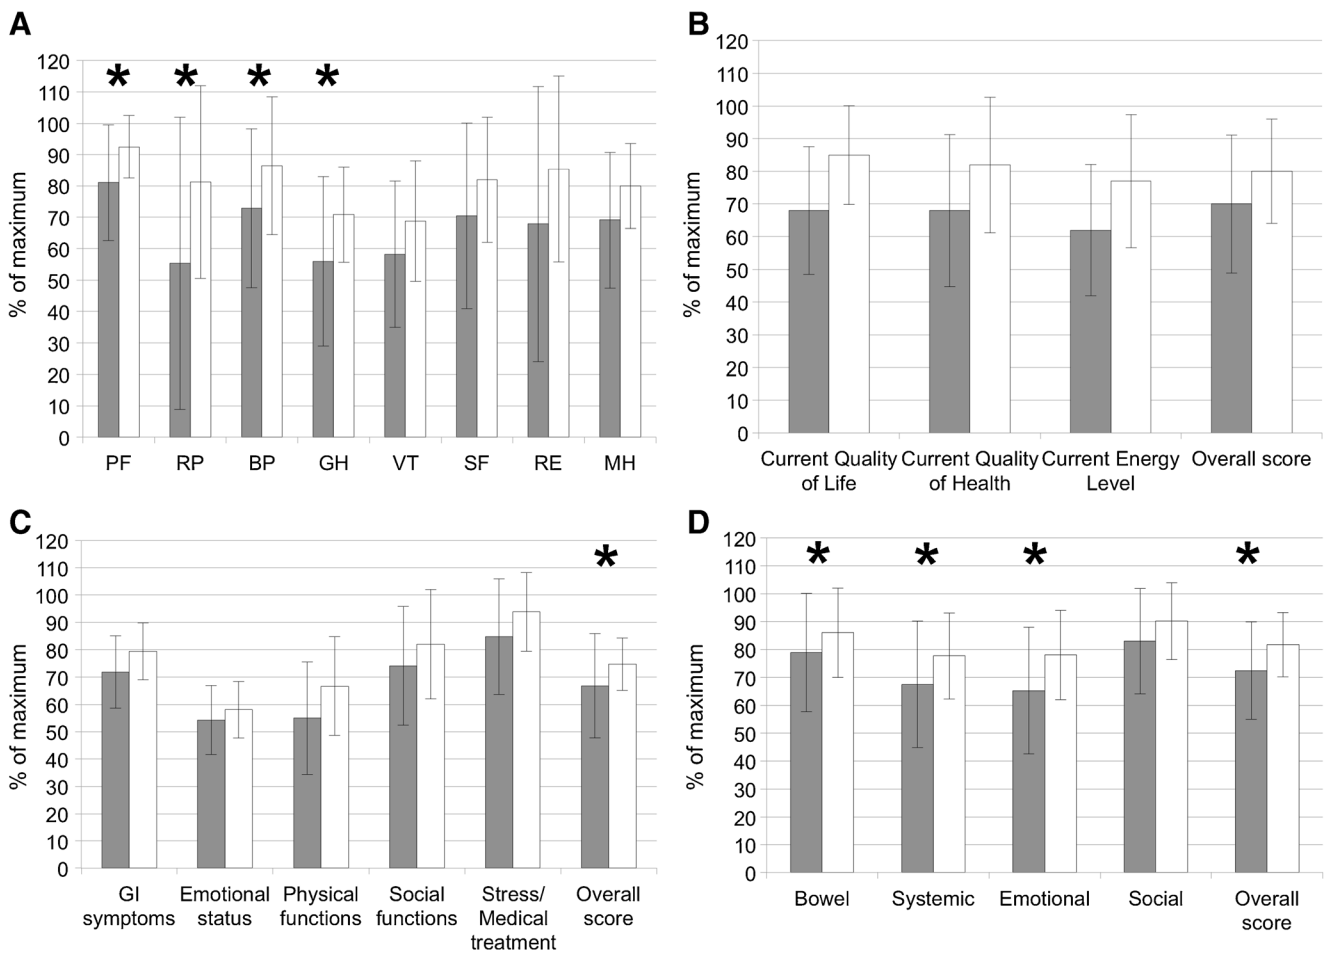 A
120
110
100
90
80
70
60
50
40
30
20
10
0
% of maximum
* * * *
PF RP BP GH VT SF RE MH
B
120
110
100
90
80
70
60
50
40
30
20
10
0
% of maximum
Current Quality Current Quality Current Energy Overall score
of Life of Health Level
C
120
110
100
90
80
70
60
50
40
30
20
10
0
% of maximum
*
GI Emotional Physical Social Stress/ Overall
symptoms status functions functions Medical score
treatment
D
120
110
100
90
80
70
60
50
40
30
20
10
0
% of maximum
* * * *
Bowel Systemic Emotional Social Overall
score